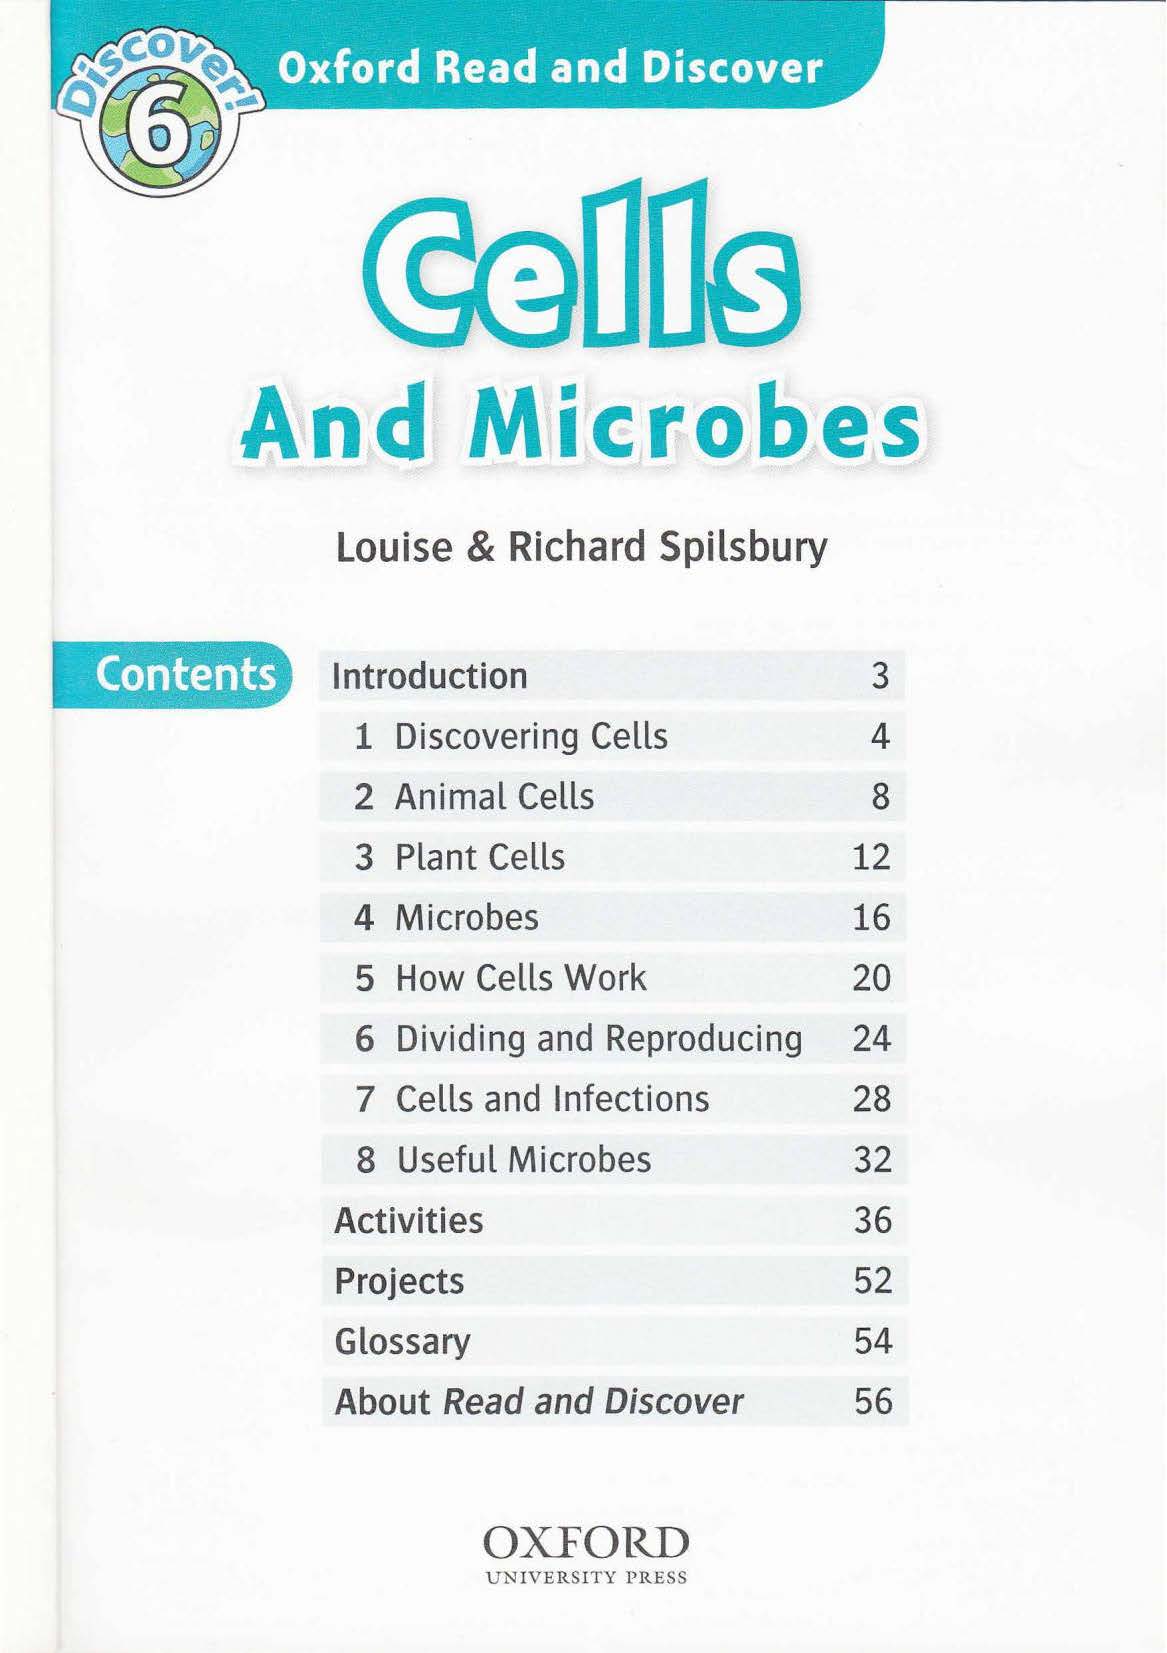 Discover!
6
Oxford Read and Discover
Cells
And Microbes
Louise & Richard Spilsbury
Contents
Introduction 3
1 Discovering Cells 4
2 Animal Cells 8
3 Plant Cells 12
4 Microbes 16
5 How Cells Work 20
6 Dividing and Reproducing 24
7 Cells and Infections 28
8 Useful Microbes 32
Activities 36
Projects 52
Glossary 54
About Read and Discover 56
OXFORD
UNIVERSITY PRESS